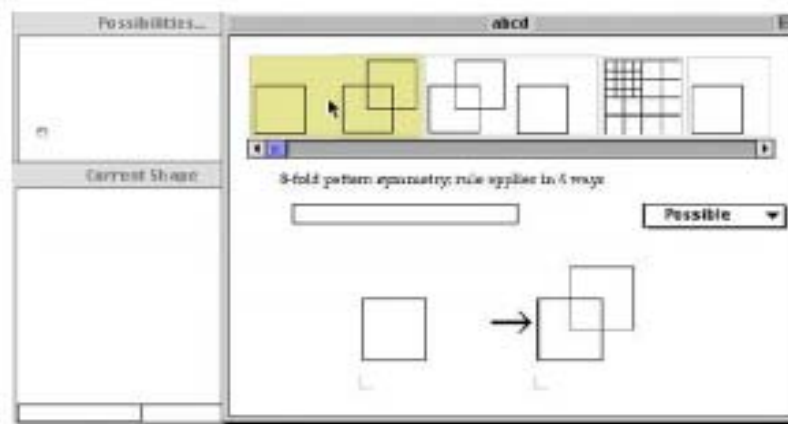 Possibilities...
abcd
8-fold pattern symmetry; rule applies in 4 ways
Current Shape
Possible